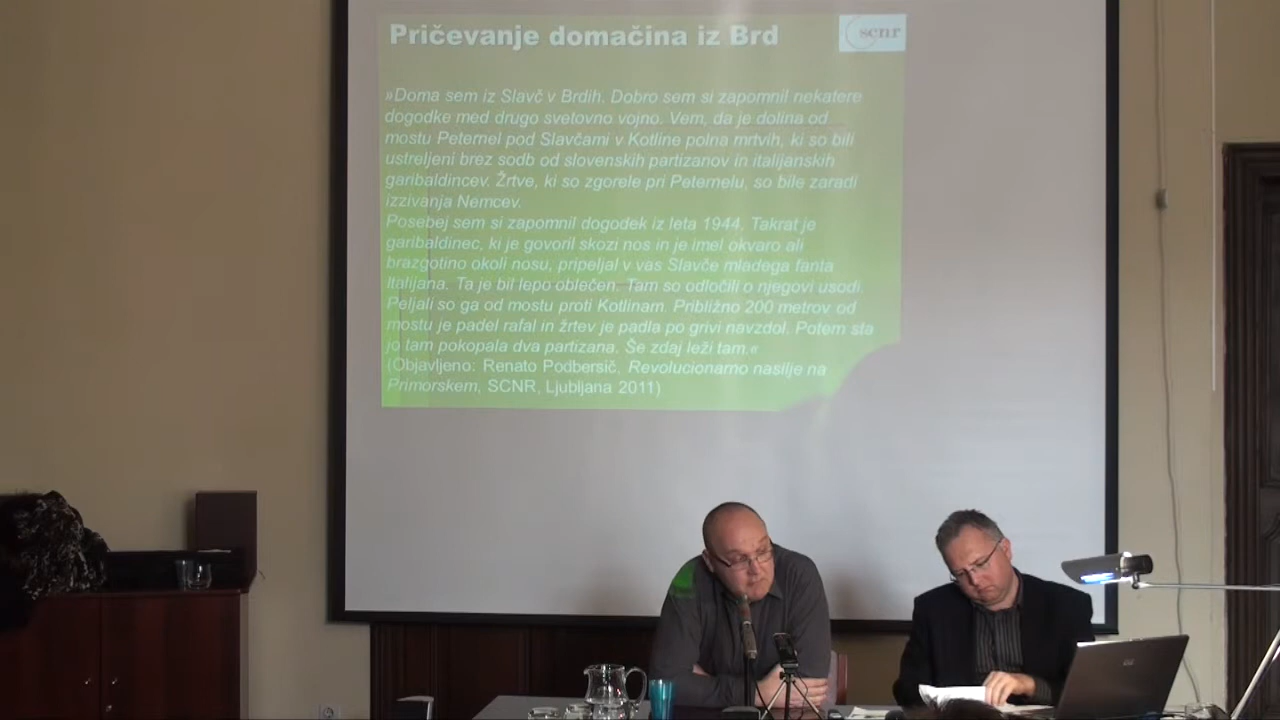 Pričevanje domačina iz Brd
scnr
»Doma sem iz Slavč v Brdih. Dobro sem si zapomnil nekatere
dogodke med drugo svetovno vojno. Vem, da je dolina od
mostu Peternel pod Slavčami v Kotline polna mrtvih, ki so bili
ustreljeni brez sodb od slovenskih partizanov in italijanskih
garibaldincev. Žrtve, ki so zgorele pri Peternelu, so bile zaradi
izzivanja Nemcev.
Posebej sem si zapomnil dogodek iz leta 1944. Takrat je
garibaldinec, ki je govoril skozi nos in je imel okvaro ali
brazgotino okoli nosu, pripeljal v vas Slavče mladega fanta
Italijana. Ta je bil lepo oblečen. Tam so odločili o njegovi usodi.
Peljali so ga od mostu proti Kotlinam. Približno 200 metrov od
mostu je padel rafal in žrtev je padla po grivi navzdol. Potem sta
jo tam pokopala dva partizana. Še zdaj leži tam.«
(Objavljeno: Renato Podbersič, Revolucionarno nasilje na
Primorskem, SCNR, Ljubljana 2011)